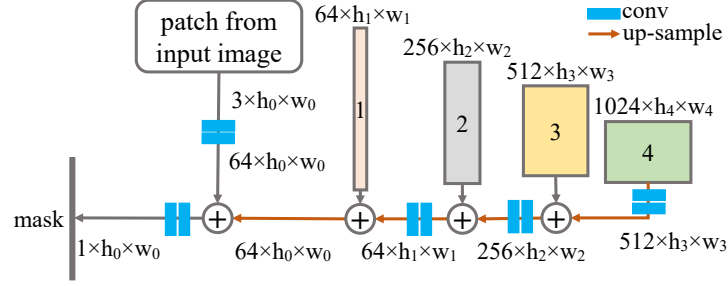 patch from
input image
64×h₁×w₁
256×h₂×w₂
512×h₃×w₃
1024×h₄×w₄
conv
up-sample
3×h₀×w₀
64×h₀×w₀
1
2
3
4
mask
1×h₀×w₀
64×h₀×w₀
64×h₁×w₁
256×h₂×w₂
512×h₃×w₃